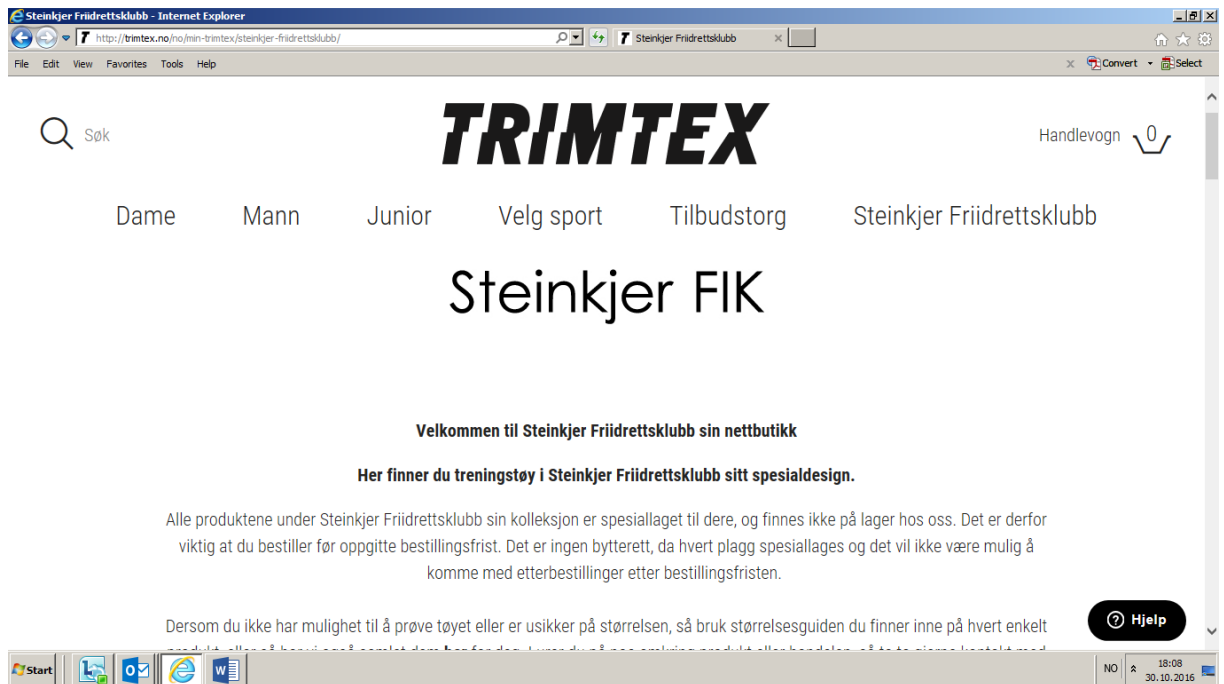 Steinkjer Friidrettsklubb - Internet Explorer
http://trimtex.no/no/min-trimtex/steinkjer-friidrettsklubb/
Steinkjer Friidrettsklubb
File Edit View Favorites Tools Help
Convert Select
Søk
TRIMTEX
Handlevogn 0
Dame Mann Junior Velg sport Tilbudstorg Steinkjer Friidrettsklubb
Steinkjer FIK
Velkommen til Steinkjer Friidrettsklubb sin nettbutikk
Her finner du treningstøy i Steinkjer Friidrettsklubb sitt spesialdesign.
Alle produktene under Steinkjer Friidrettsklubb sin kolleksjon er spesiallaget til dere, og finnes ikke på lager hos oss. Det er derfor
viktig at du bestiller før oppgitte bestillingsfrist. Det er ingen bytterett, da hvert plagg spesiallages og det vil ikke være mulig å
komme med etterbestillinger etter bestillingsfristen.
Dersom du ikke har mulighet til å prøve tøyet eller er usikker på størrelsen, så bruk størrelsesguiden du finner inne på hvert enkelt
Hjelp
Start
NO
18:08
30.10.2016